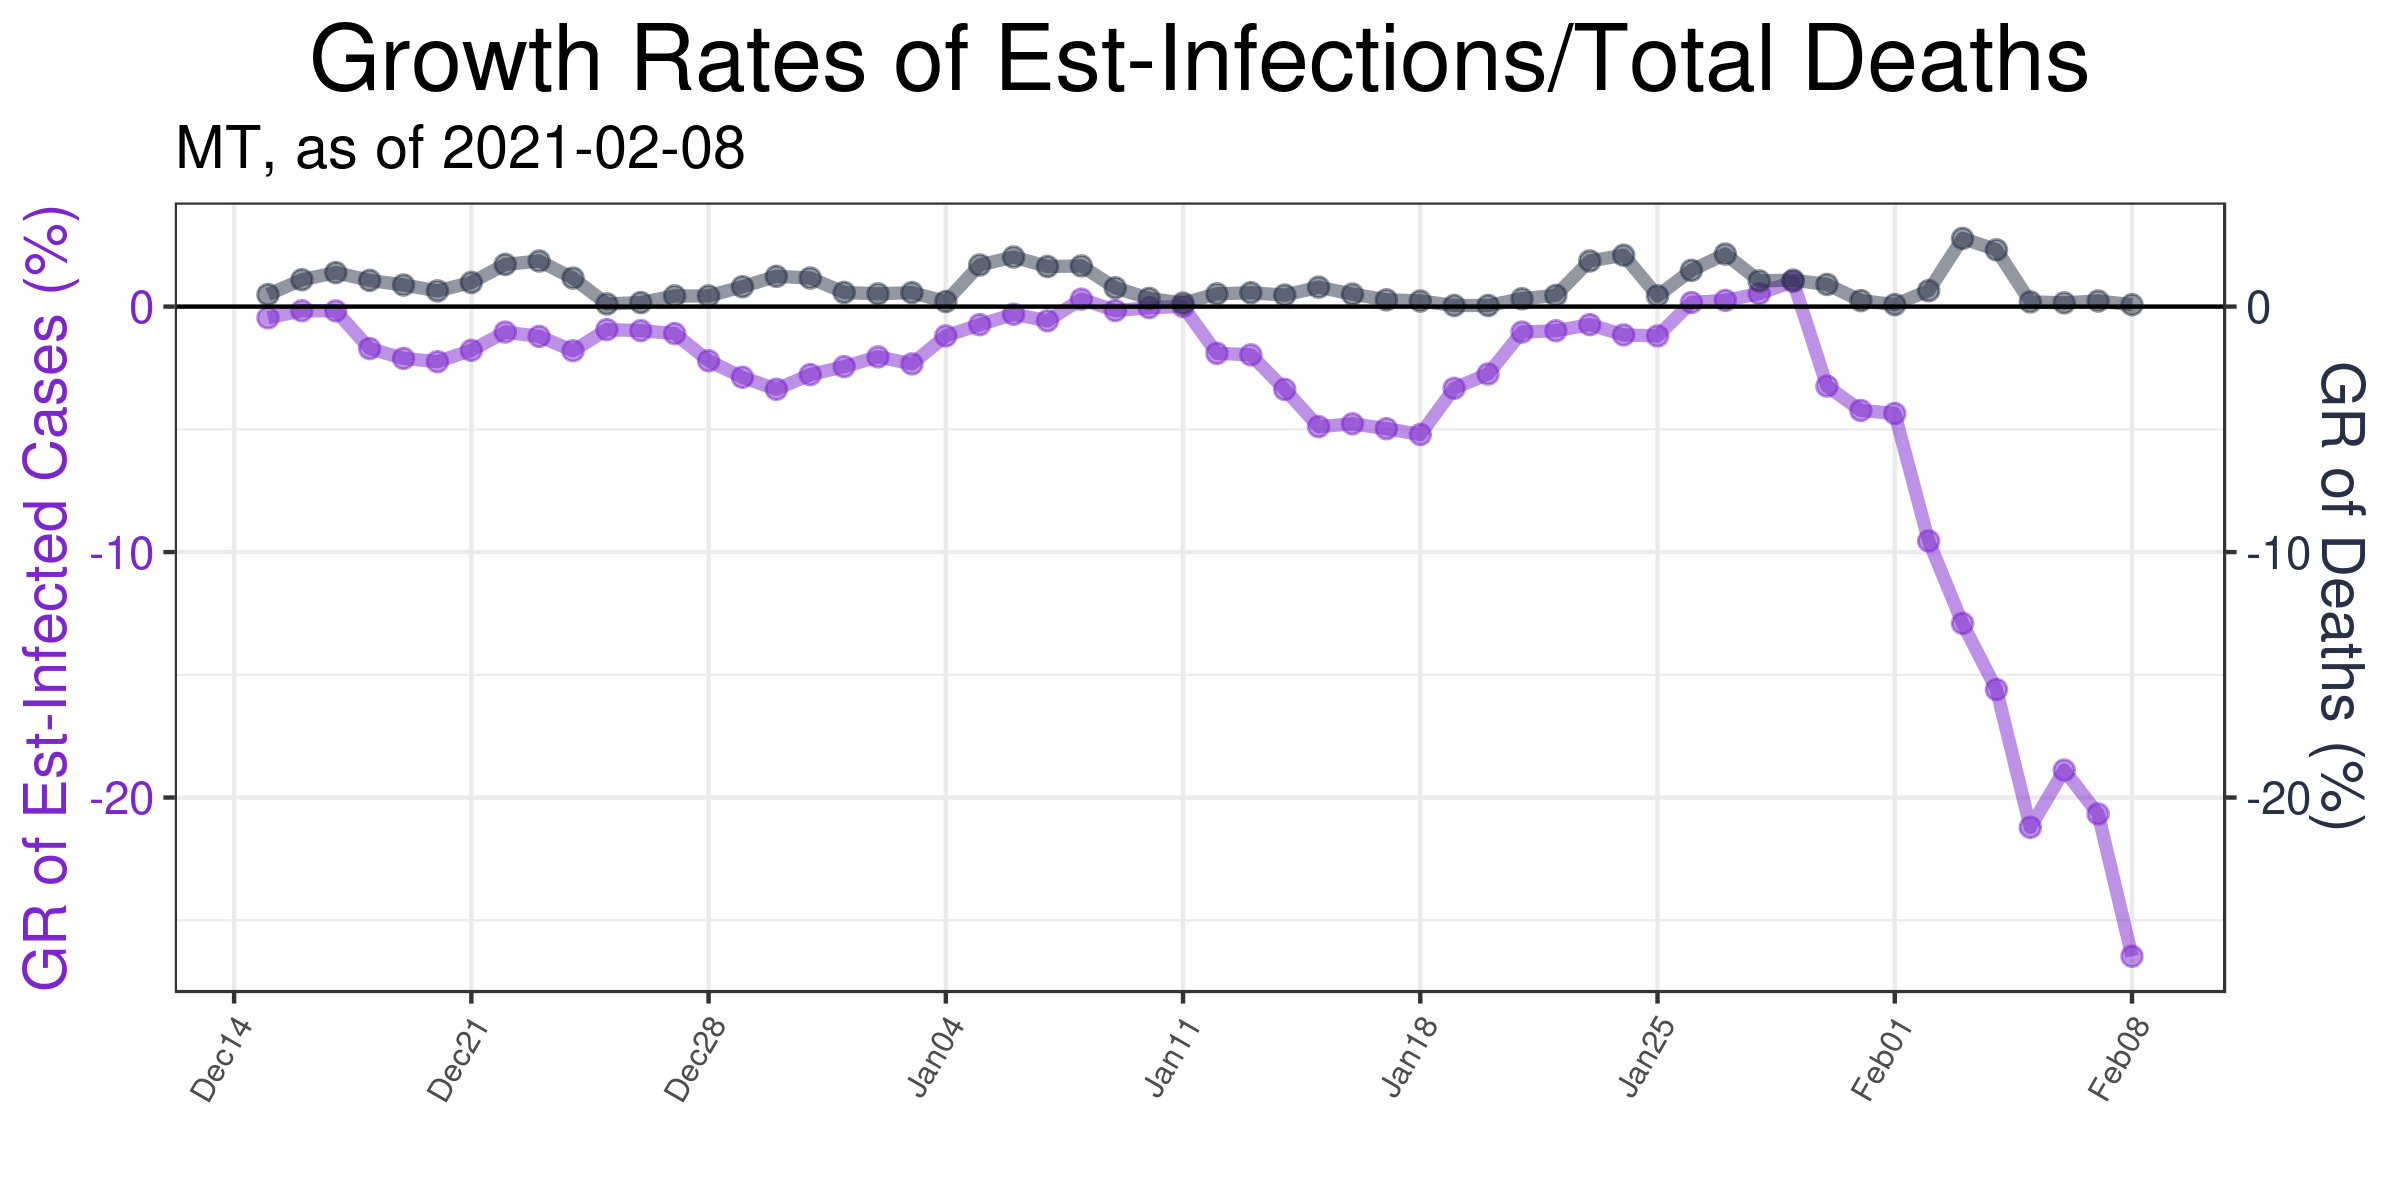 Growth Rates of Est-Infections/Total Deaths
MT, as of 2021-02-08
GR of Est-Infected Cases (%)
0
-10
-20
0
-10
-20
GR of Deaths (%)
Dec14
Dec21
Dec28
Jan04
Jan11
Jan18
Jan25
Feb01
Feb08